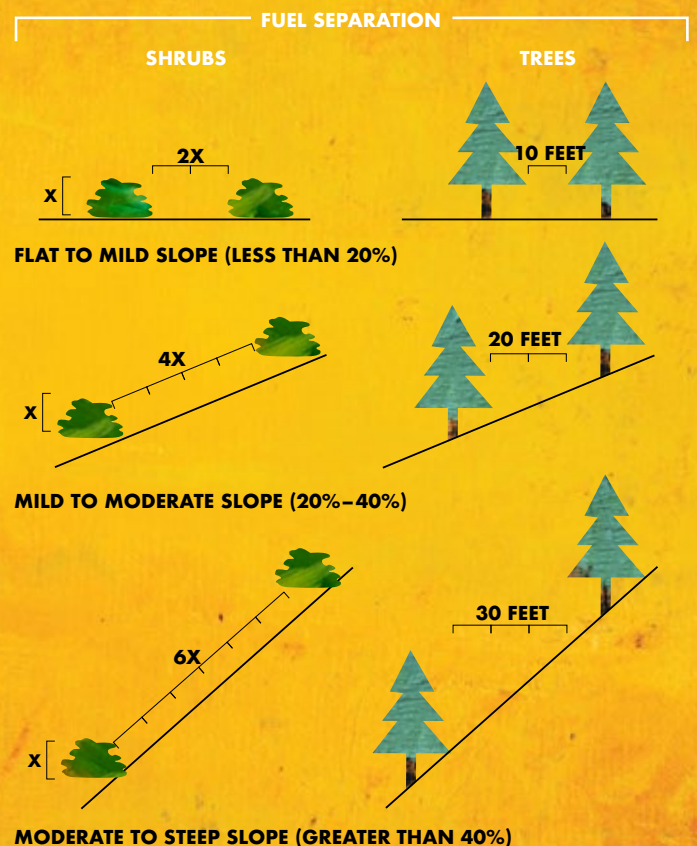 FUEL SEPARATION
SHRUBS
TREES
2X
X
10 FEET
FLAT TO MILD SLOPE (LESS THAN 20%)
4X
X
20 FEET
MILD TO MODERATE SLOPE (20%–40%)
6X
X
30 FEET
MODERATE TO STEEP SLOPE (GREATER THAN 40%)